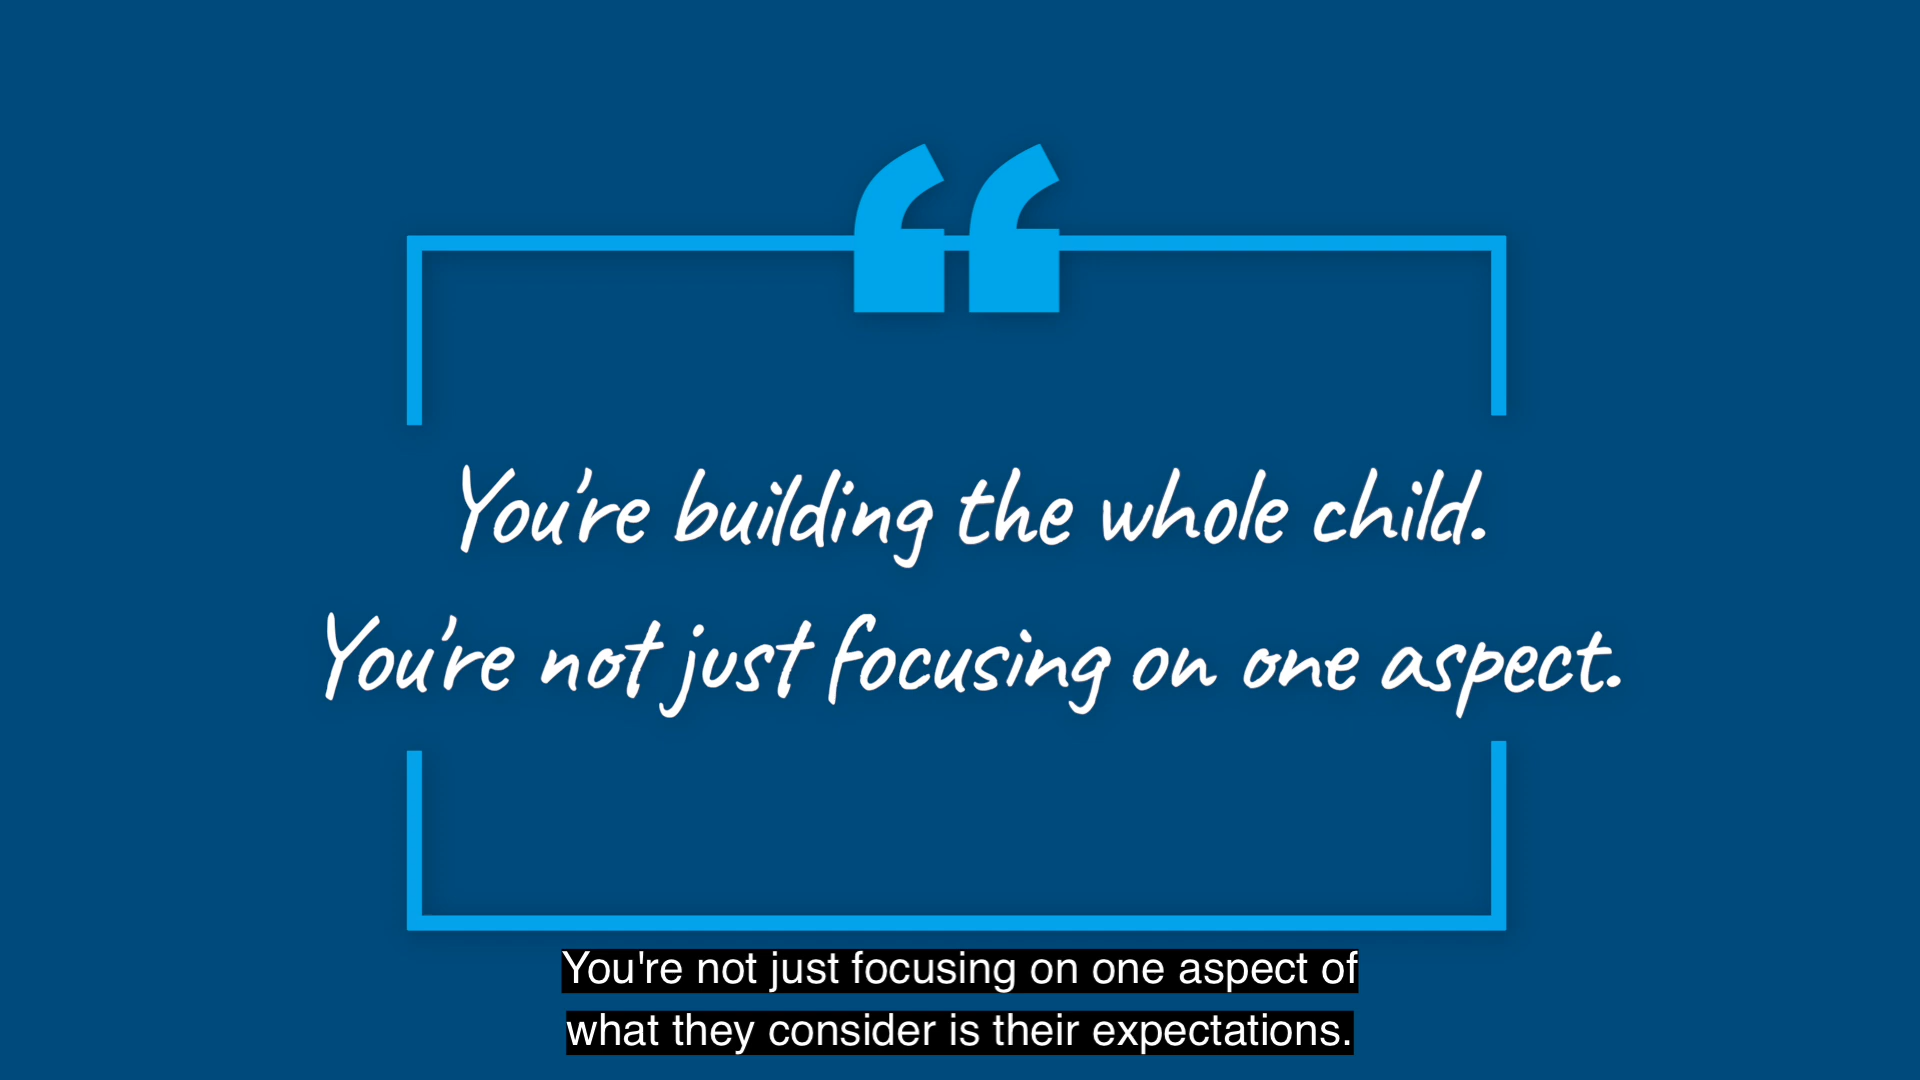 You're building the whole child.
You're not just focusing on one aspect.
You're not just focusing on one aspect of
what they consider is their expectations.